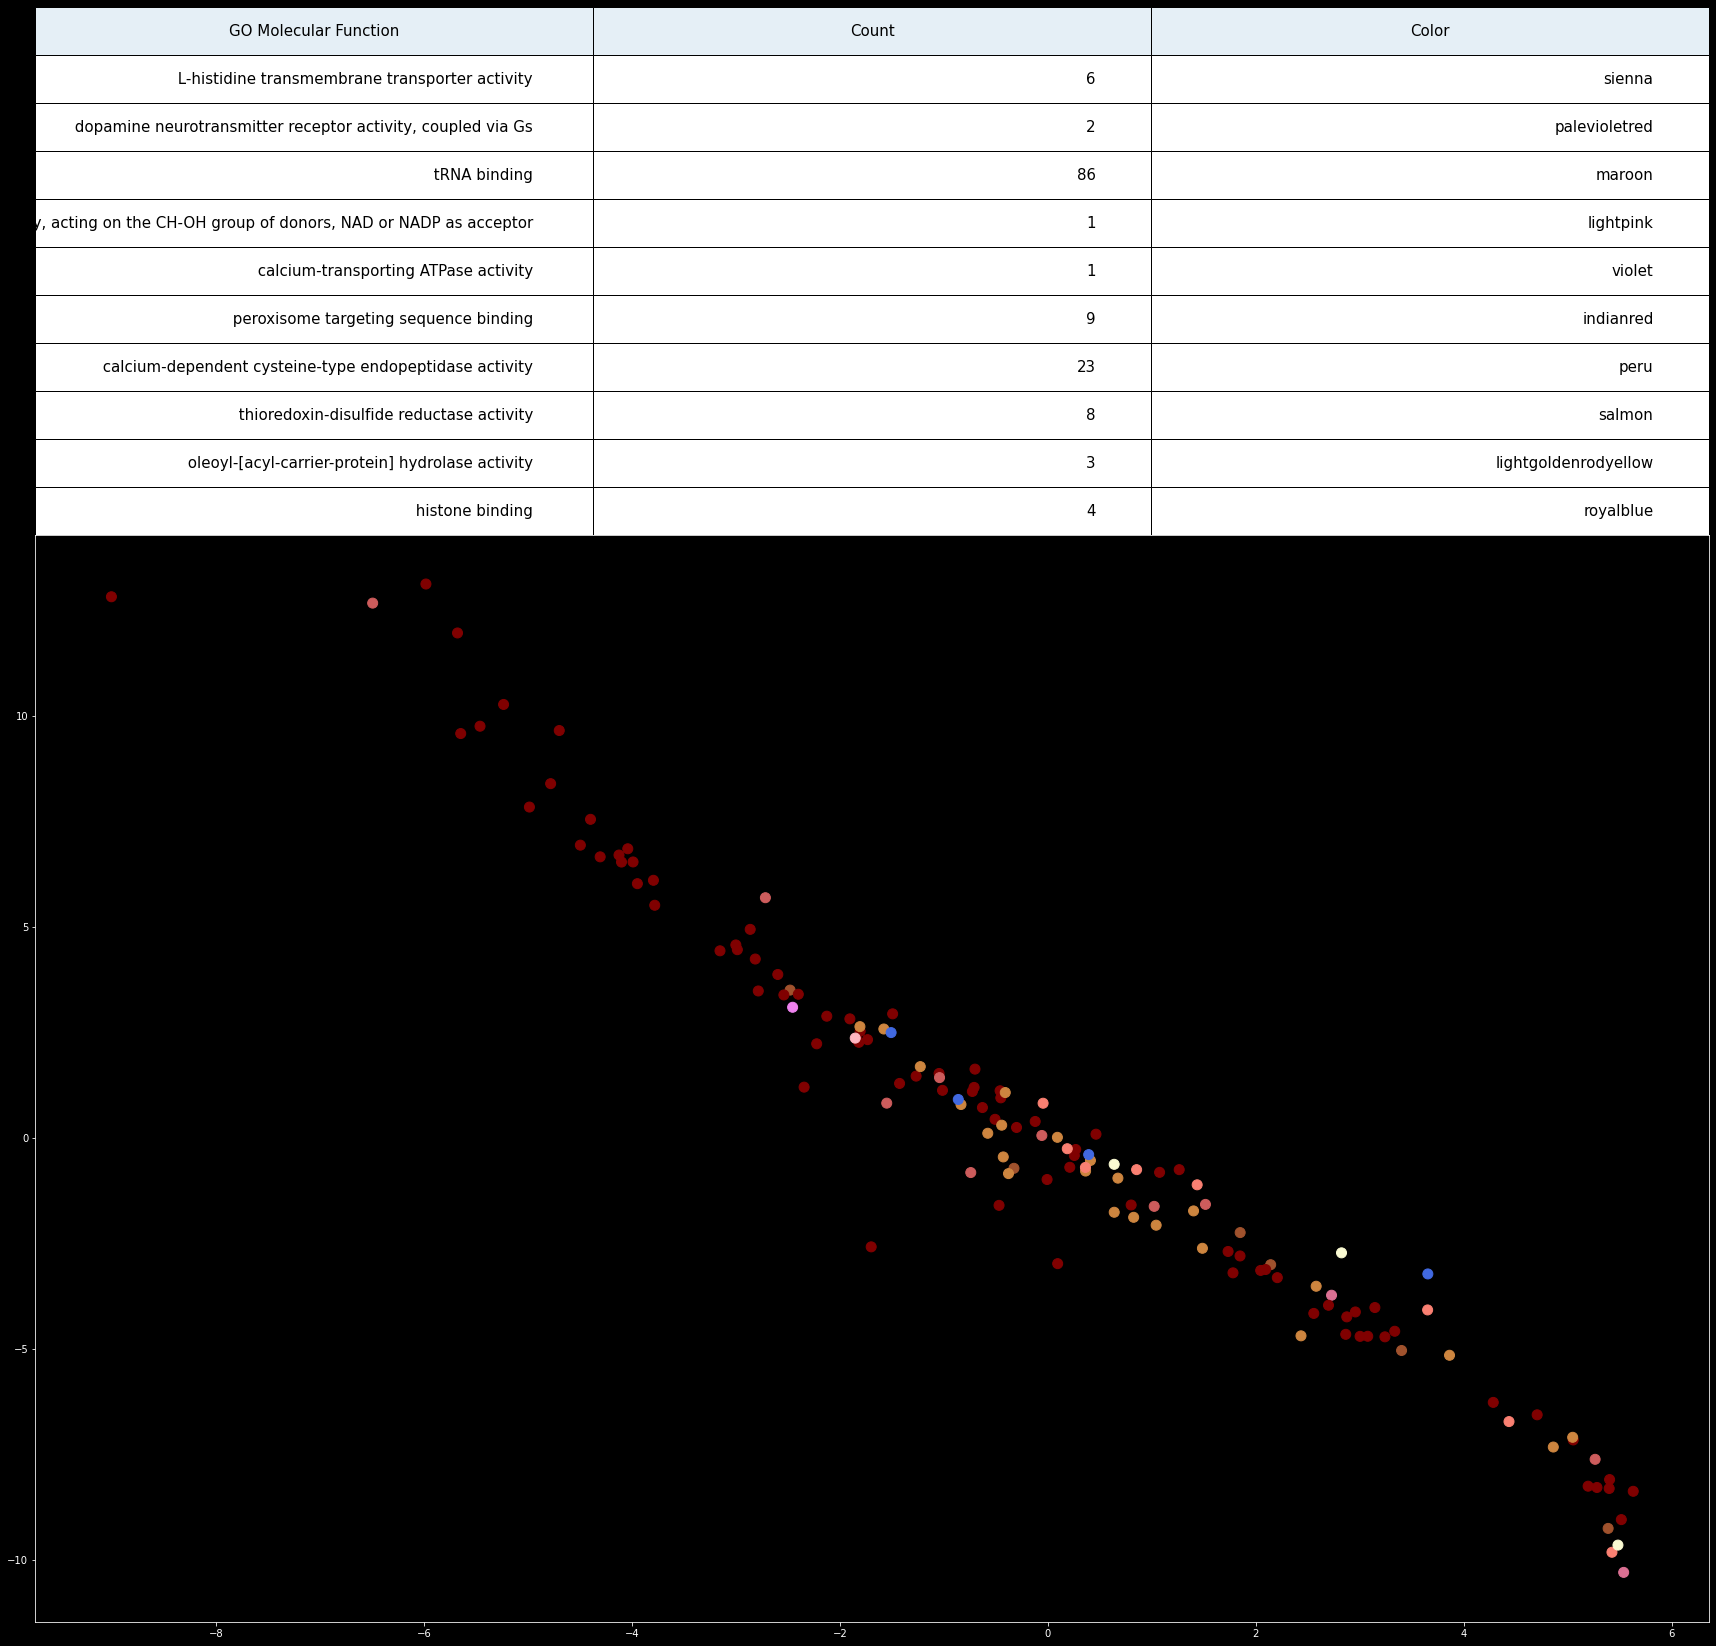 GO Molecular Function Count Color
L-histidine transmembrane transporter activity 6 sienna
dopamine neurotransmitter receptor activity, coupled via Gs 2 palevioletred
tRNA binding 86 maroon
y, acting on the CH-OH group of donors, NAD or NADP as acceptor 1 lightpink
calcium-transporting ATPase activity 1 violet
peroxisome targeting sequence binding 9 indianred
calcium-dependent cysteine-type endopeptidase activity 23 peru
thioredoxin-disulfide reductase activity 8 salmon
oleoyl-[acyl-carrier-protein] hydrolase activity 3 lightgoldenrodyellow
histone binding 4 royalblue
10
5
0
−5
−10
−8 −6 −4 −2 0 2 4 6